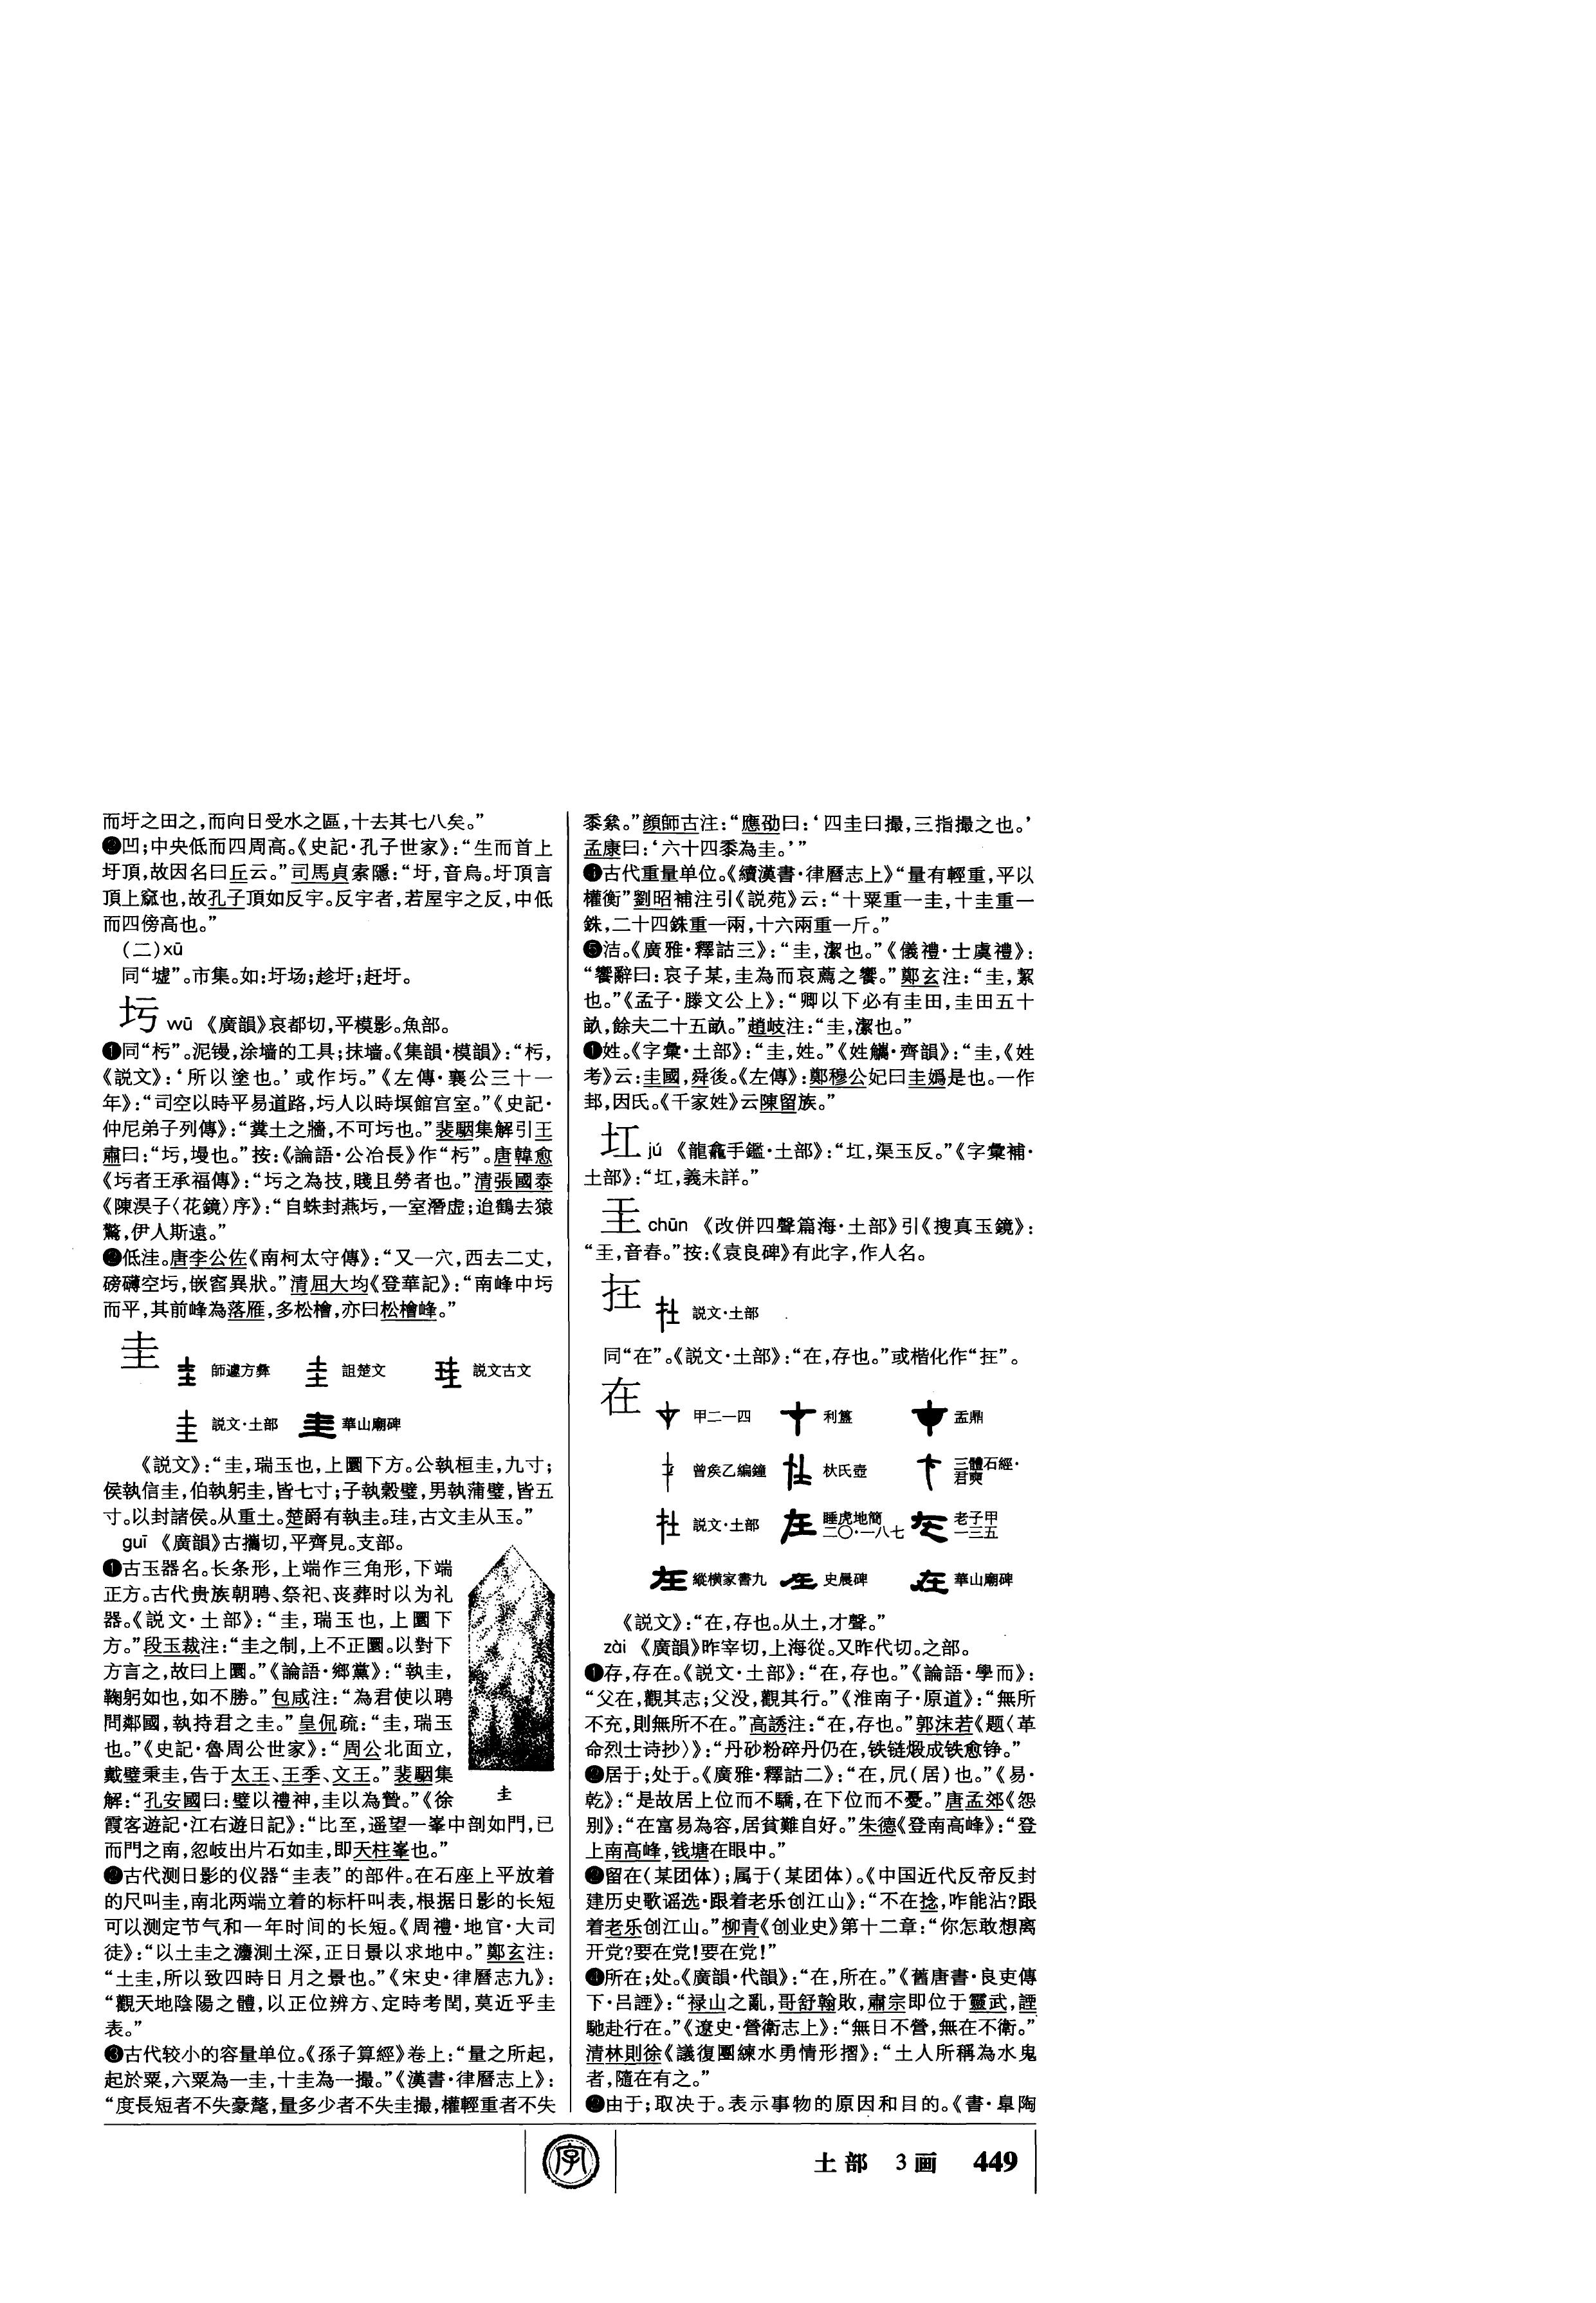 而圩之田之,而向日受水之區,十去其七八矣。”
❷凹;中央低而四周高。《史記·孔子世家》:“生而首上
圩頂,故因名曰丘云。”司馬貞索隱:“圩,音烏。圩頂言
頂上窳也,故孔子頂如反宇。反宇者,若屋宇之反,中低
而四傍高也。”
(二)xū
同“墟”。市集。如:圩场;趁圩;赶圩。
圬 wū 《廣韻》哀都切,平模影。魚部。
❶同“杇”。泥镘,涂墙的工具;抹墙。《集韻·模韻》:“杇,
《説文》:‘所以塗也。’或作圬。”《左傳·襄公三十一
年》:“司空以時平易道路,圬人以時塓館宫室。”《史記·
仲尼弟子列傳》:“糞土之牆,不可圬也。”裴駰集解引王
肅曰:“圬,墁也。”按:《論語·公冶長》作“杇”。唐韓愈
《圬者王承福傳》:“圬之為技,賤且勞者也。”清張國泰
《陳淏子〈花鏡〉序》:“自蛛封燕圬,一室潛虚;迨鶴去猿
驚,伊人斯遠。”
❷低洼。唐李公佐《南柯太守傳》:“又一穴,西去二丈,
磅礴空圬,嵌窞異狀。”清屈大均《登華記》:“南峰中圬
而平,其前峰為落雁,多松檜,亦曰松檜峰。”
圭 師遽方彝 詛楚文 説文古文
説文·土部 華山廟碑
《説文》:“圭,瑞玉也,上圜下方。公執桓圭,九寸;
侯執信圭,伯執躬圭,皆七寸;子執穀璧,男執蒲璧,皆五
寸。以封諸侯。从重土。楚爵有執圭。珪,古文圭从玉。”
guī 《廣韻》古攜切,平齊見。支部。
❶古玉器名。长条形,上端作三角形,下端
正方。古代贵族朝聘、祭祀、丧葬时以为礼
器。《説文·土部》:“圭,瑞玉也,上圜下
方。”段玉裁注:“圭之制,上不正圜。以對下
方言之,故曰上圜。”《論語·鄉黨》:“執圭,
鞠躬如也,如不勝。”包咸注:“為君使以聘
問鄰國,執持君之圭。”皇侃疏:“圭,瑞玉
也。”《史記·魯周公世家》:“周公北面立,
戴璧秉圭,告于太王、王季、文王。”裴駰集
解:“孔安國曰:璧以禮神,圭以為贄。”《徐
圭
霞客遊記·江右遊日記》:“比至,遥望一峯中剖如門,已
而門之南,忽岐出片石如圭,即天柱峯也。”
❷古代测日影的仪器“圭表”的部件。在石座上平放着
的尺叫圭,南北两端立着的标杆叫表,根据日影的长短
可以测定节气和一年时间的长短。《周禮·地官·大司
徒》:“以土圭之灋測土深,正日景以求地中。”鄭玄注:
“土圭,所以致四時日月之景也。”《宋史·律曆志九》:
“觀天地陰陽之體,以正位辨方、定時考閏,莫近乎圭
表。”
❸古代较小的容量单位。《孫子算經》卷上:“量之所起,
起於粟,六粟為一圭,十圭為一撮。”《漢書·律曆志上》:
“度長短者不失豪氂,量多少者不失圭撮,權輕重者不失
黍絫。”顔師古注:“應劭曰:‘四圭曰撮,三指撮之也。’
孟康曰:‘六十四黍為圭。’”
❹古代重量单位。《續漢書·律曆志上》“量有輕重,平以
權衡”劉昭補注引《説苑》云:“十粟重一圭,十圭重一
銖,二十四銖重一兩,十六兩重一斤。”
❺洁。《廣雅·釋詁三》:“圭,潔也。”《儀禮·士虞禮》:
“饗辭曰:哀子某,圭為而哀薦之饗。”鄭玄注:“圭,絜
也。”《孟子·滕文公上》:“卿以下必有圭田,圭田五十
畝,餘夫二十五畝。”趙岐注:“圭,潔也。”
姓。《字彙·土部》:“圭,姓。”《姓觿·齊韻》:“圭,《姓
考》云:圭國,舜後。《左傳》:鄭穆公妃曰圭嬀是也。一作
邽,因氏。《千家姓》云陳留族。”
𡉏 jú 《龍龕手鑑·土部》:“𡉏,渠玉反。”《字彙補·
土部》:“𡉏,義未詳。”
chūn 《改併四聲篇海·土部》引《搜真玉鏡》:
音春。”按:《袁良碑》有此字,作人名。
説文·土部
同“在”。《説文·土部》:“在,存也。”或楷化作
在 甲二一四 利簋 盂鼎
曾矦乙編鐘 杕氏壺 三體石經·君奭
説文·土部 睡虎地簡二〇·一八七 老子甲一三五
縱横家書九 史晨碑 華山廟碑
《説文》:“在,存也。从土,才聲。”
zài 《廣韻》昨宰切,上海從。又昨代切。之部。
❶存,存在。《説文·土部》:“在,存也。”《論語·學而》:
“父在,觀其志;父没,觀其行。”《淮南子·原道》:“無所
不充,則無所不在。”高誘注:“在,存也。”郭沫若《题〈革
命烈士诗抄〉》:“丹砂粉碎丹仍在,铁链煅成铁愈铮。”
❷居于;处于。《廣雅·釋詁二》:“在,凥(居)也。”《易·
乾》:“是故居上位而不驕,在下位而不憂。”唐孟郊《怨
别》:“在富易為容,居貧難自好。”朱德《登南高峰》:“登
上南高峰,钱塘在眼中。”
留在(某团体);属于(某团体)。《中国近代反帝反封
建历史歌谣选·跟着老乐创江山》:“不在捻,咋能沾?跟
着老乐创江山。”柳青《创业史》第十二章:“你怎敢想离
开党?要在党!要在党!”
❹所在;处。《廣韻·代韻》:“在,所在。”《舊唐書·良吏傳
下·吕諲》:“禄山之亂,哥舒翰敗,肅宗即位于靈武,諲
馳赴行在。”《遼史·營衛志上》:“無日不營,無在不衛。”
清林則徐《議復團練水勇情形摺》:“土人所稱為水鬼
者,隨在有之。”
由于;取决于。表示事物的原因和目的。《書·皐陶
土部 3画 449